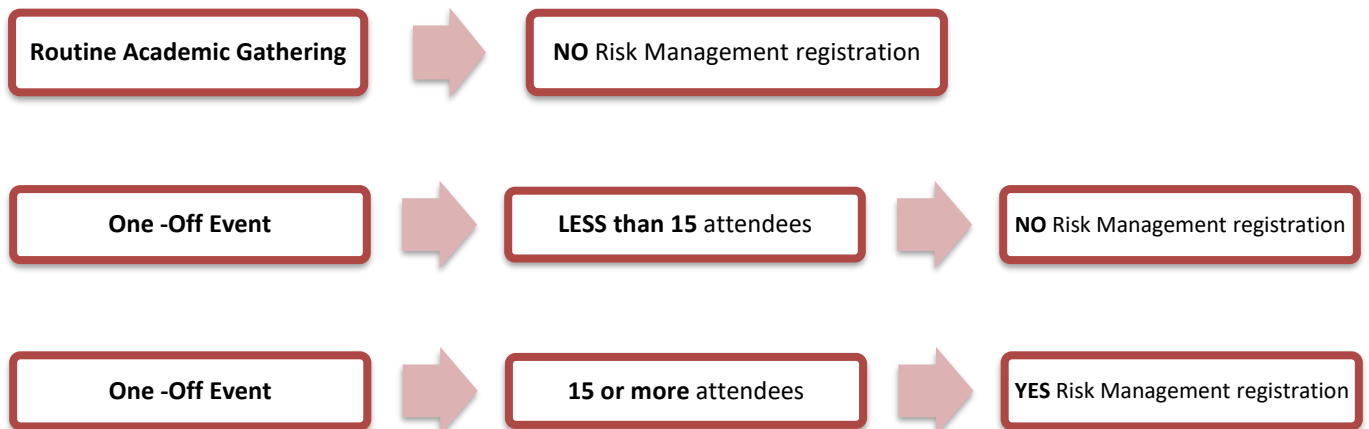 Routine Academic Gathering
NO Risk Management registration
One -Off Event
LESS than 15 attendees
NO Risk Management registration
One -Off Event
15 or more attendees
YES Risk Management registration